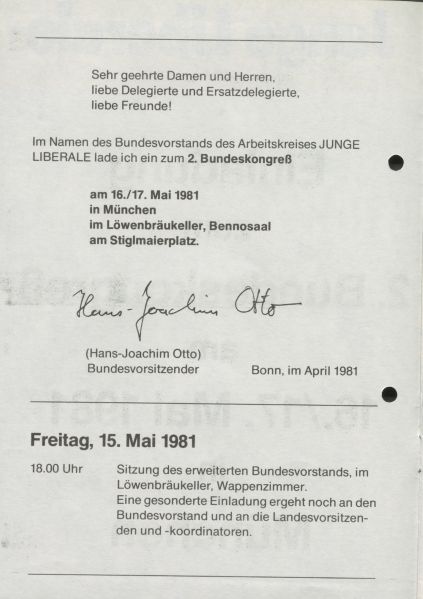 Sehr geehrte Damen und Herren,
liebe Delegierte und Ersatzdelegierte,
liebe Freunde!
Im Namen des Bundesvorstands des Arbeitskreises JUNGE
LIBERALE lade ich ein zum 2. Bundeskongreß
am 16./17. Mai 1981
in München
im Löwenbräukeller, Bennosaal
am Stiglmaierplatz.
Hans-Joachim Otto
(Hans-Joachim Otto)
Bundesvorsitzender Bonn, im April 1981
Freitag, 15. Mai 1981
18.00 Uhr Sitzung des erweiterten Bundesvorstands, im
Löwenbräukeller, Wappenzimmer.
Eine gesonderte Einladung ergeht noch an den
Bundesvorstand und an die Landesvorsitzen-
den und -koordinatoren.